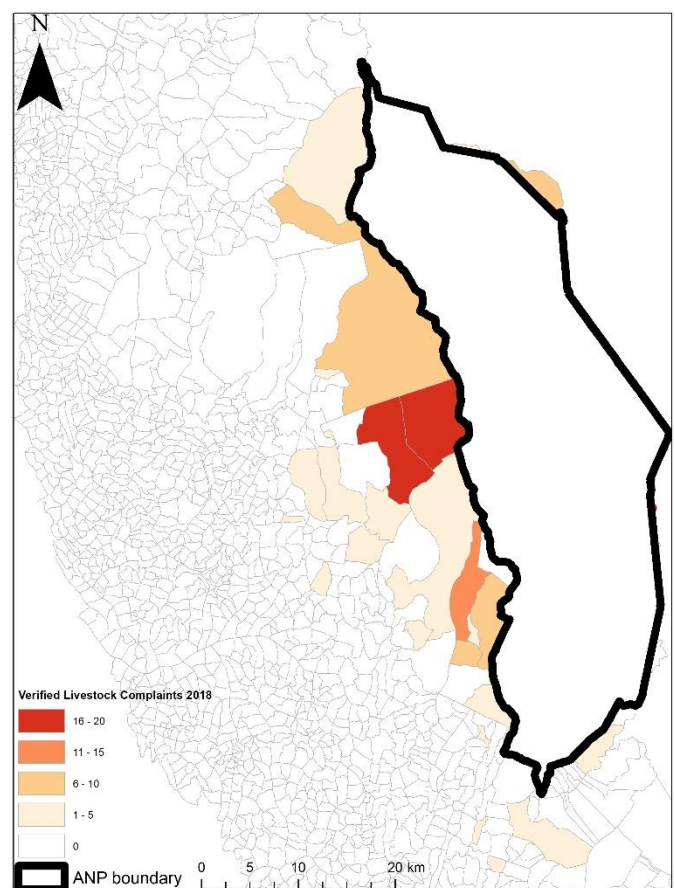 N
Verified Livestock Complaints 2018
16 - 20
11 - 15
6 - 10
1 - 5
0
ANP boundary
0 5 10 20 km